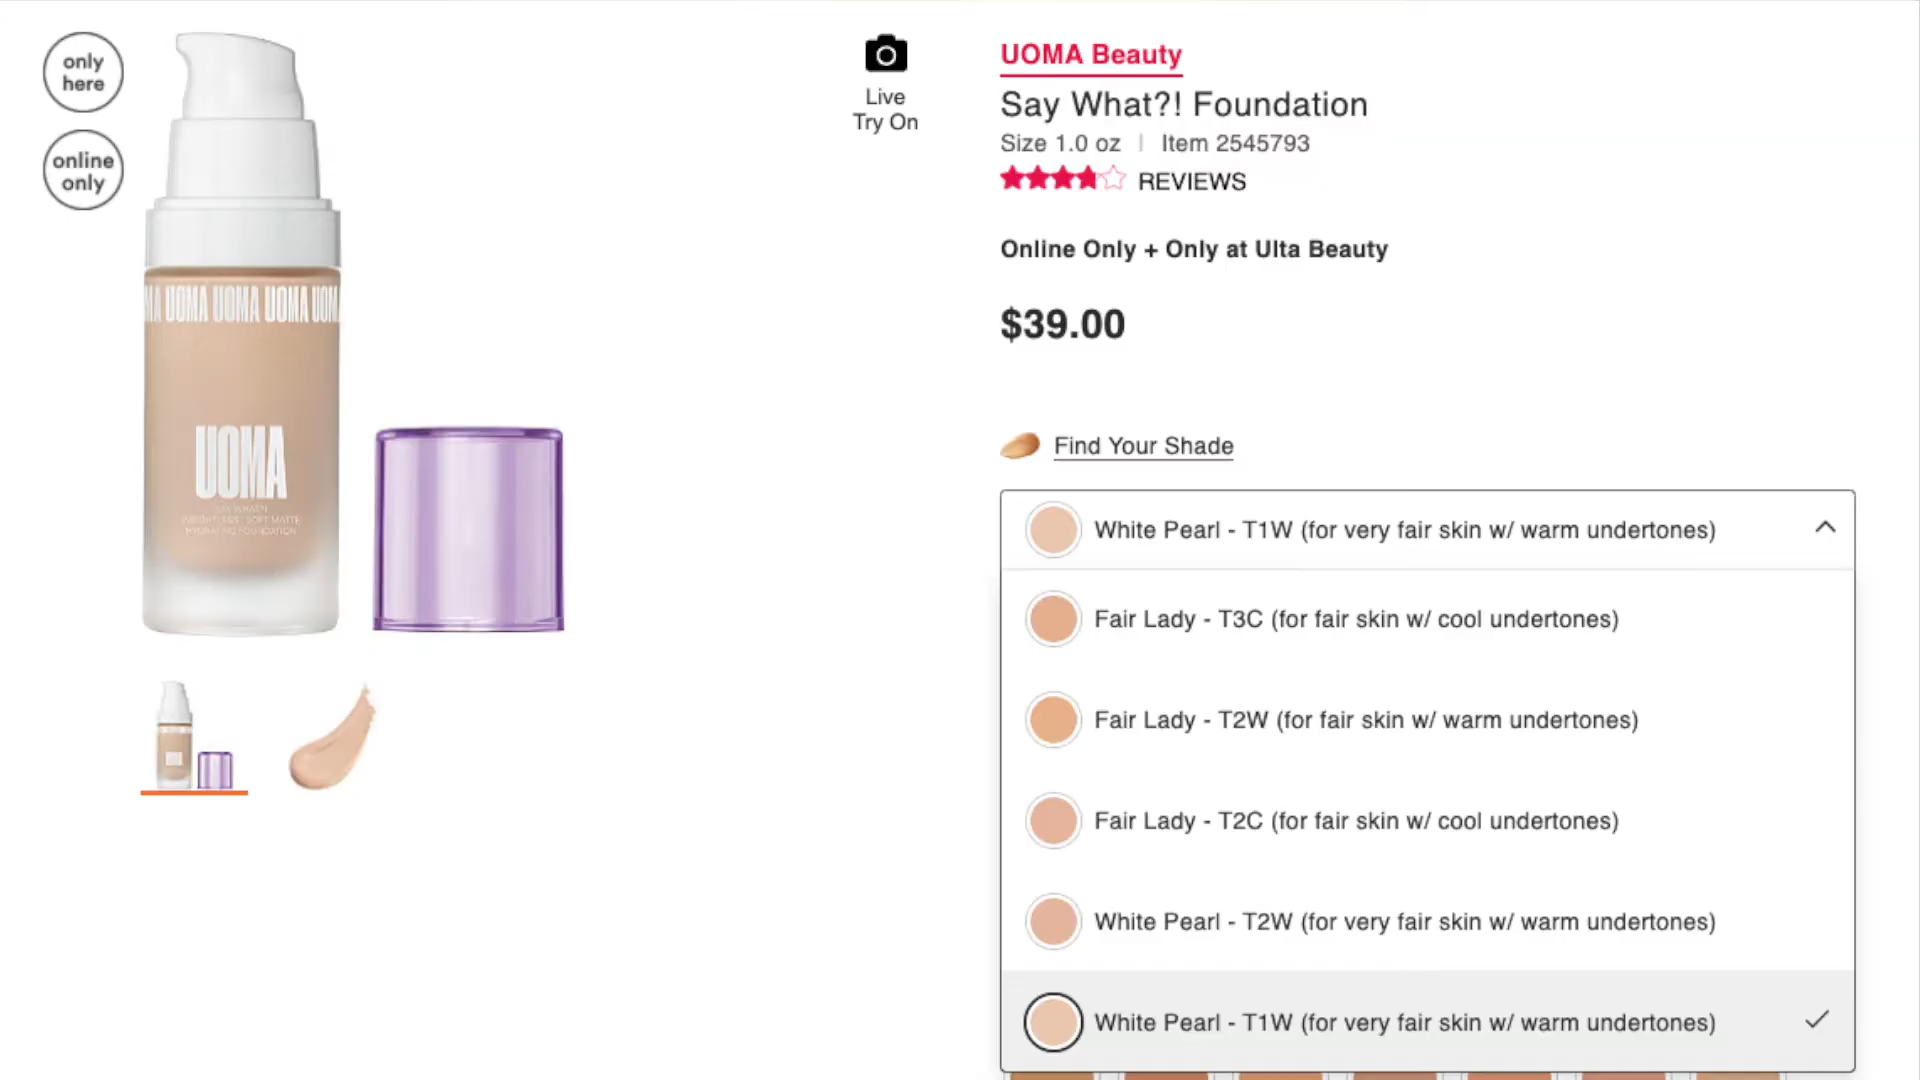 only
here
online
only
UOMA UOMA UOMA
UOMA
SOFT MATTE
HYDRATING FOUNDATION
Live
Try On
UOMA Beauty
Say What?! Foundation
Size 1.0 oz | Item 2545793
REVIEWS
Online Only + Only at Ulta Beauty
$39.00
Find Your Shade
White Pearl - T1W (for very fair skin w/ warm undertones)
Fair Lady - T3C (for fair skin w/ cool undertones)
Fair Lady - T2W (for fair skin w/ warm undertones)
Fair Lady - T2C (for fair skin w/ cool undertones)
White Pearl - T2W (for very fair skin w/ warm undertones)
White Pearl - T1W (for very fair skin w/ warm undertones)